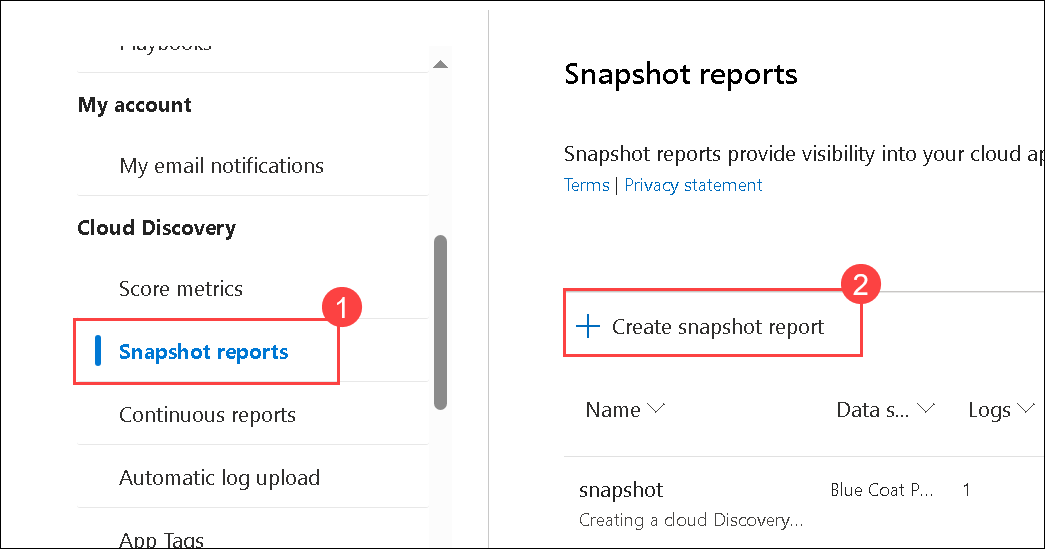 Playbooks
My account
My email notifications
Cloud Discovery
Score metrics
1
Snapshot reports
Continuous reports
Automatic log upload
App Tags
Snapshot reports
Snapshot reports provide visibility into your cloud ap
Terms | Privacy statement
2
Create snapshot report
Name Data s... Logs
snapshot Blue Coat P... 1
Creating a cloud Discovery...